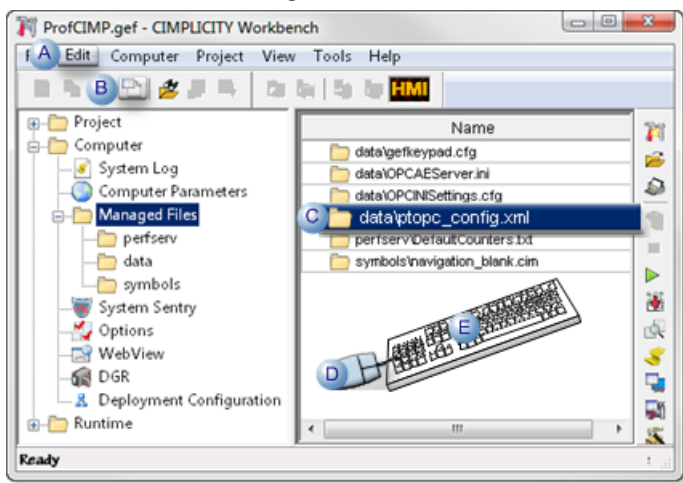 ProfCIMP.gef - CIMPLICITY Workbench
F A Edit Computer Project View Tools Help
B HMI
Project
Computer
System Log
Computer Parameters
Managed Files
perfserv
data
symbols
System Sentry
Options
WebView
DGR
Deployment Configuration
Runtime
Name
data\gefkeypad.cfg
data\OPCAEServer.ini
data\OPCINISettings.cfg
C data\ptopc_config.xml
perfserv\DefaultCounters.txt
symbols\navigation_blank.cim
E
D
Ready